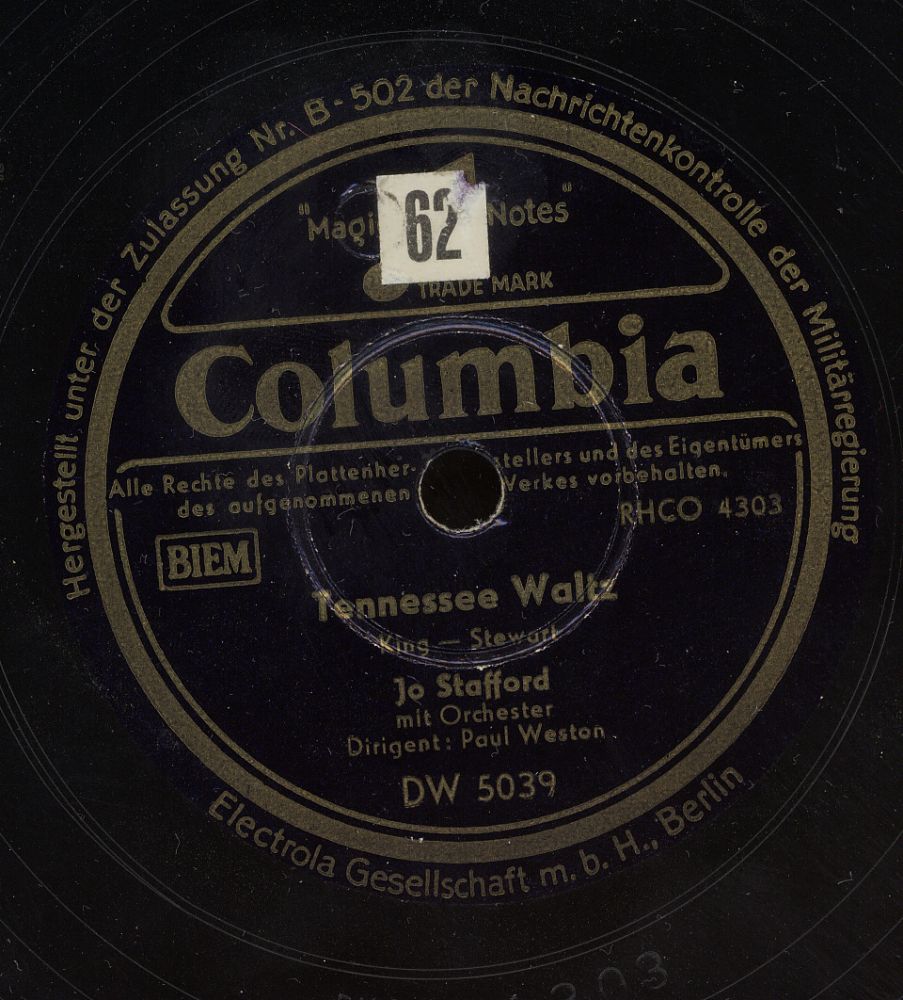 Hergestellt unter der Zulassung Nr. B-502 der Nachrichtenkontrolle der Militärregierung
"Magi Notes"
62
TRADE MARK
Columbia
Alle Rechte des Plattenher- stellers und des Eigentümers
des aufgenommenen Verkes vorbehalten.
RHCO 4303
BIEM
Tennessee Waltz
King – Stewart
Jo Stafford
mit Orchester
Dirigent: Paul Weston
DW 5039
Electrola Gesellschaft m. b. H., Berlin
303